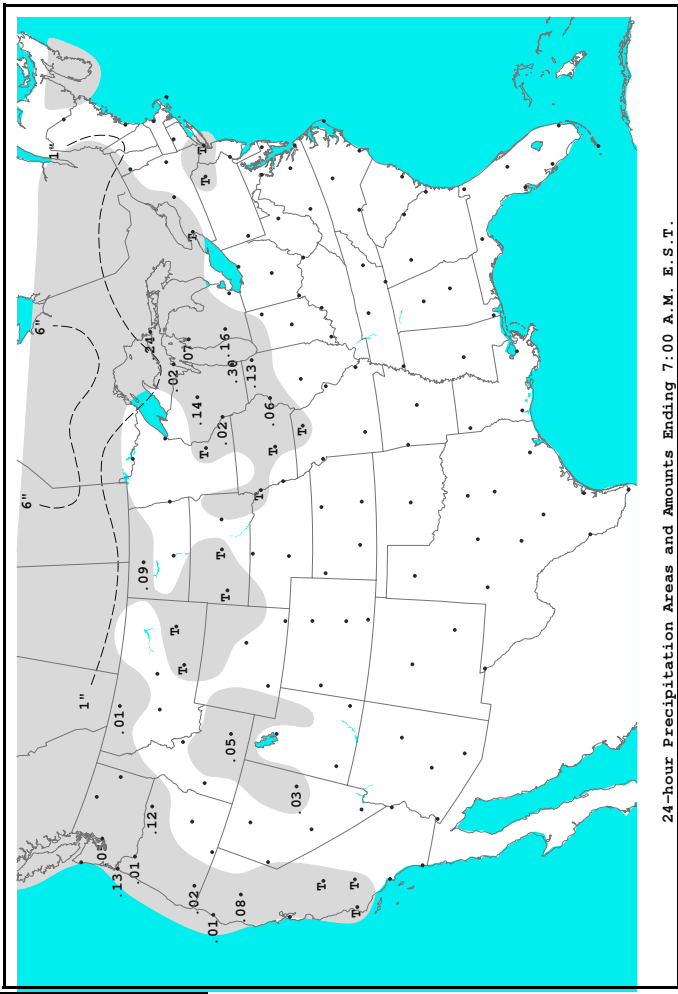 6"
6"
1"
1"
.13
.01
.01
.09
.24
.12
.02
T
T
.07
T
.02
.14
T
T
T
.01
T
.02
.16
T
.05
.30
.08
.13
T
.06
T
.03
T
T
T
T
24-hour Precipitation Areas and Amounts Ending 7:00 A.M. E.S.T.